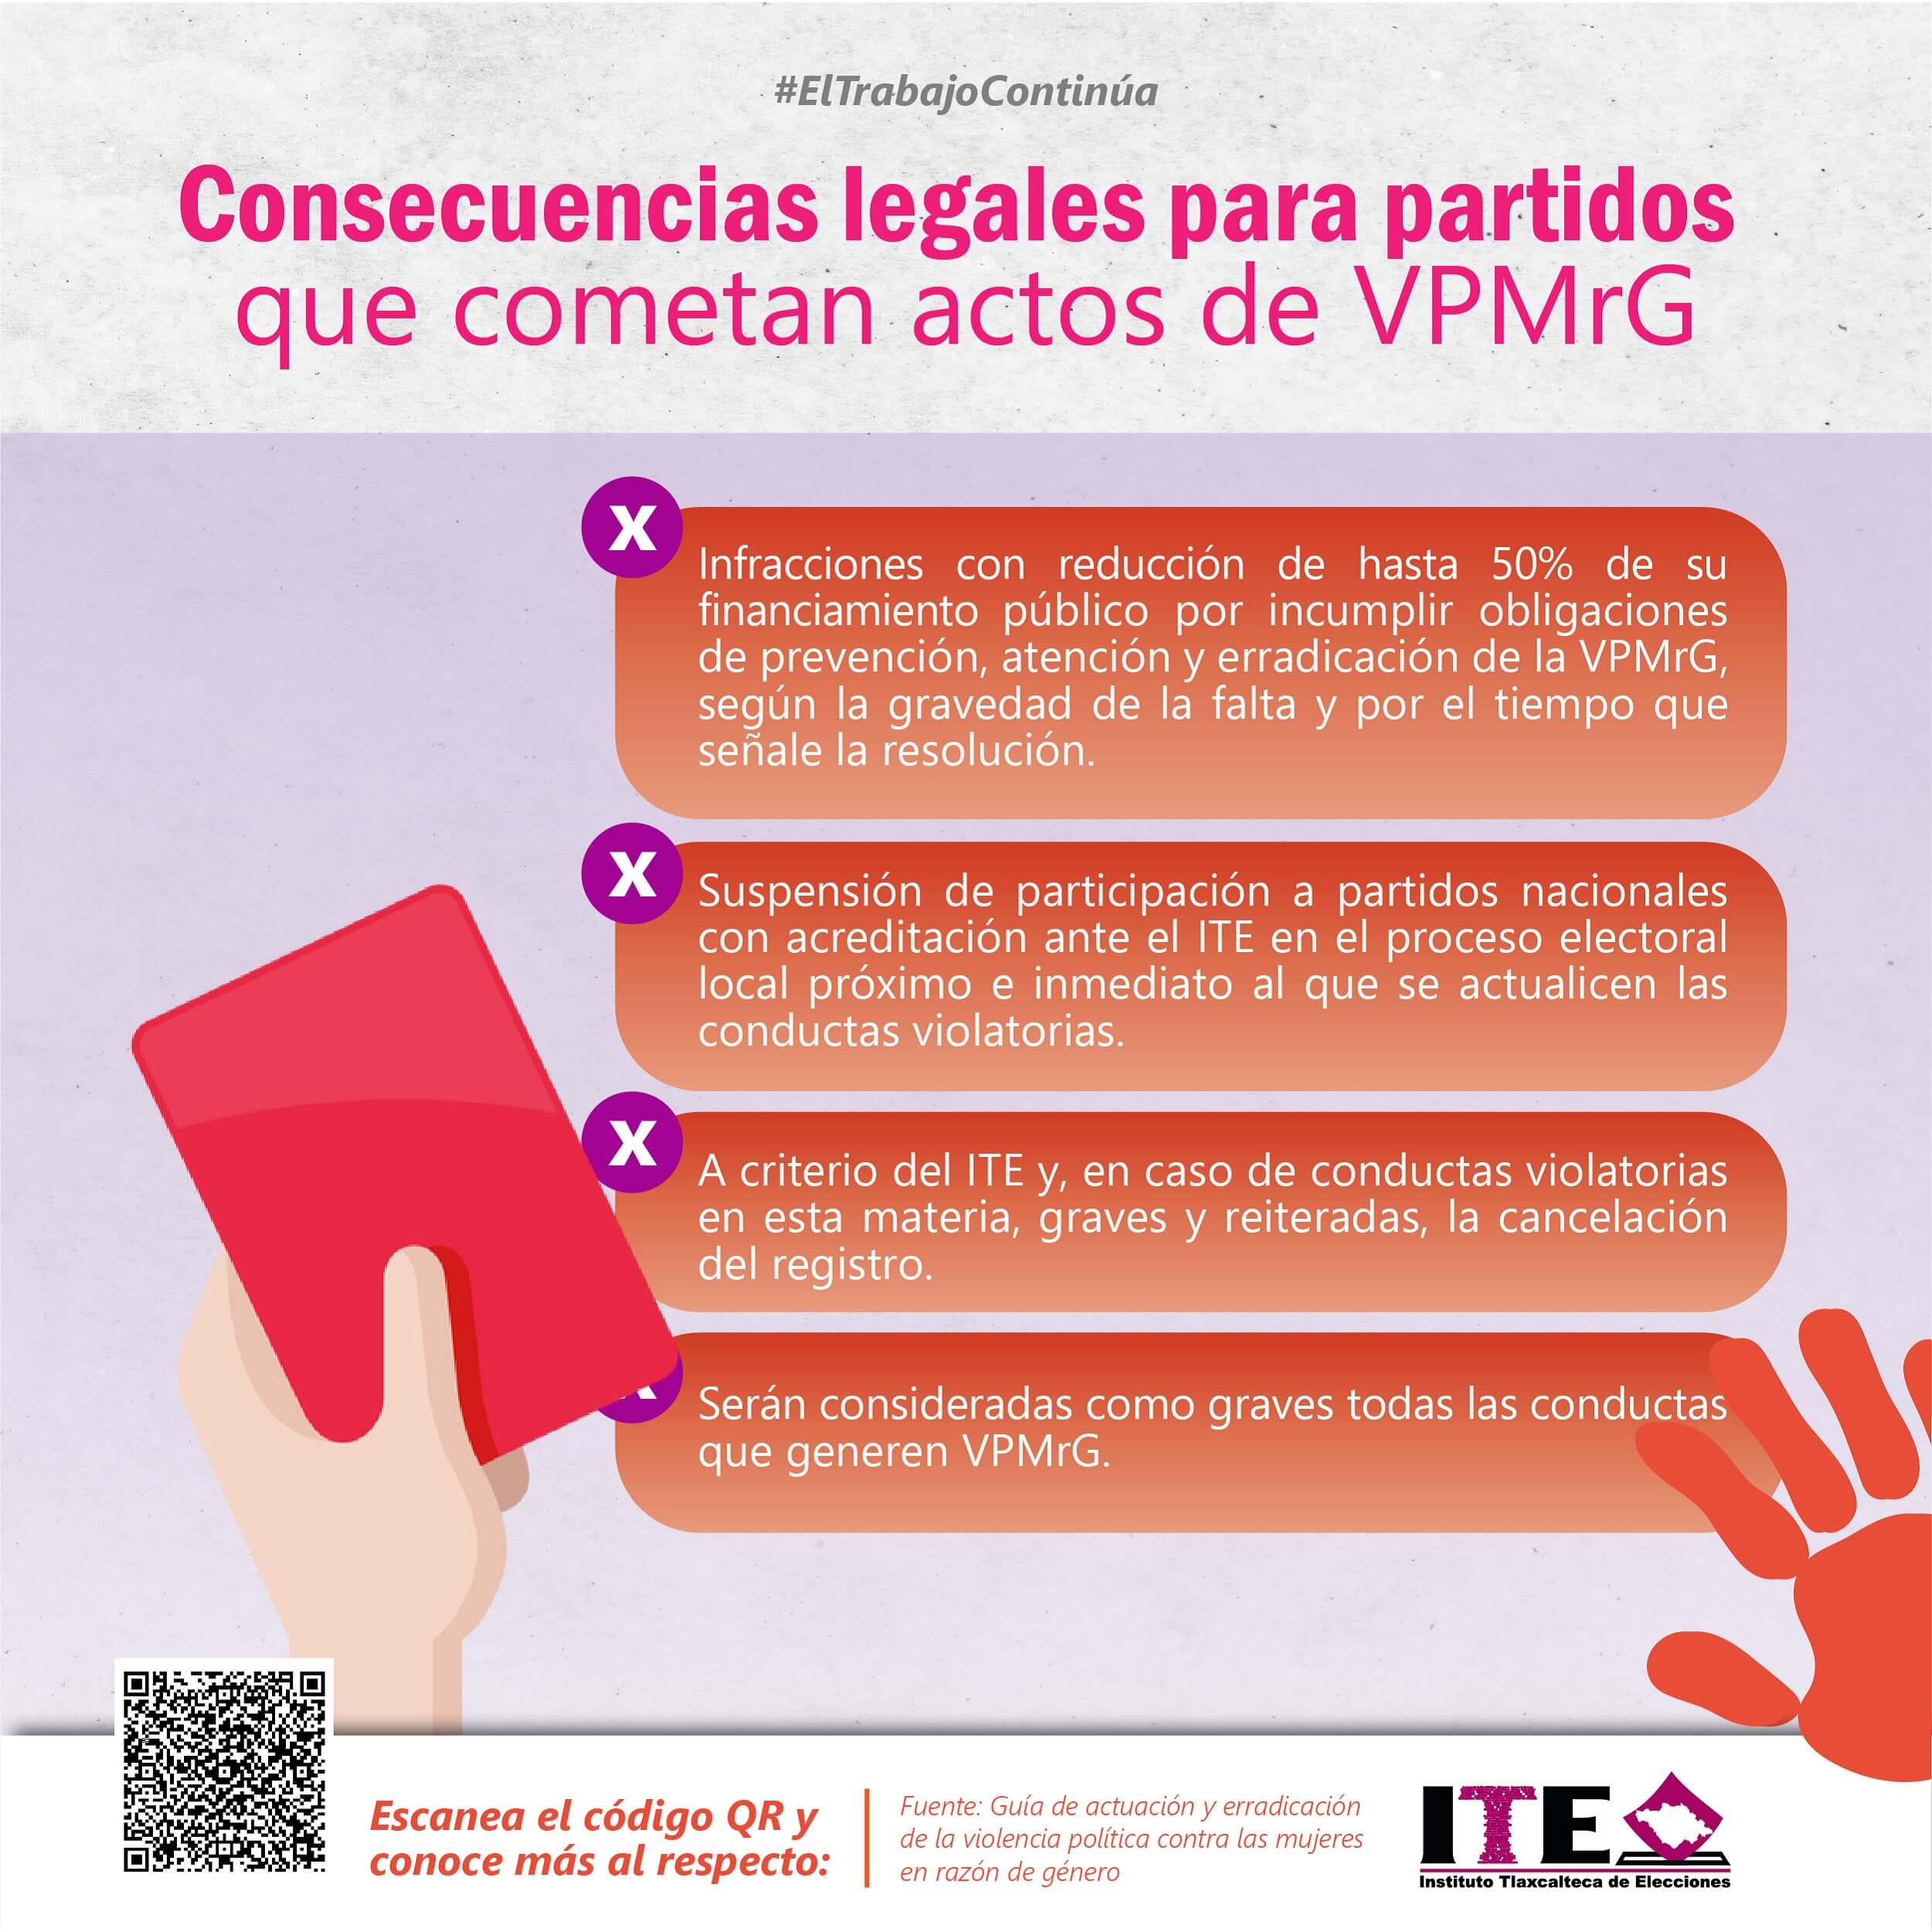 #ElTrabajoContinúa
Consecuencias legales para partidos
que cometan actos de VPMrG
X
Infracciones con reducción de hasta 50% de su
financiamiento público por incumplir obligaciones
de prevención, atención y erradicación de la VPMrG,
según la gravedad de la falta y por el tiempo que
señale la resolución.
X
Suspensión de participación a partidos nacionales
con acreditación ante el ITE en el proceso electoral
local próximo e inmediato al que se actualicen las
conductas violatorias.
X
A criterio del ITE y, en caso de conductas violatorias
en esta materia, graves y reiteradas, la cancelación
del registro.
Serán consideradas como graves todas las conductas
que generen VPMrG.
Escanea el código QR y
conoce más al respecto:
Fuente: Guía de actuación y erradicación
de la violencia política contra las mujeres
en razón de género
ITE
Instituto Tlaxcalteca de Elecciones